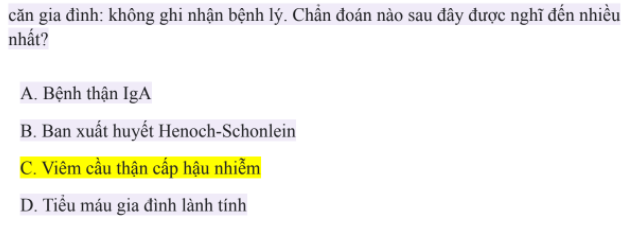 căn gia đình: không ghi nhận bệnh lý. Chẩn đoán nào sau đây được nghĩ đến nhiều
nhất?
A. Bệnh thận IgA
B. Ban xuất huyết Henoch-Schonlein
C. Viêm cầu thận cấp hậu nhiễm
D. Tiểu máu gia đình lành tính